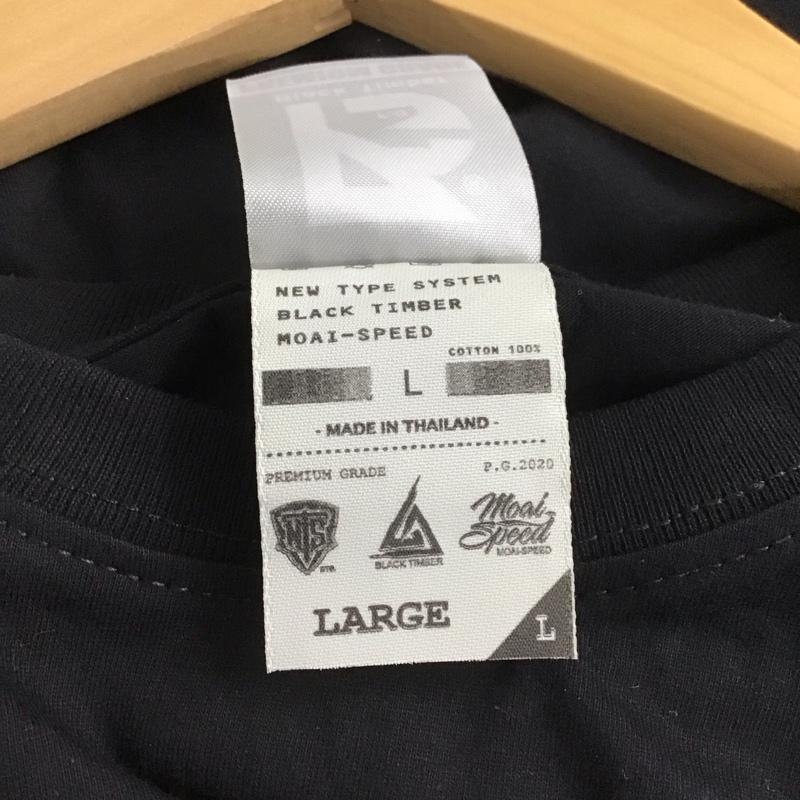 NEW TYPE SYSTEM
BLACK TIMBER
MOAI-SPEED
COTTON 100%
L
- MADE IN THAILAND -
PREMIUM GRADE P.G.2020
NTS
BLACK TIMBER
Moai-
Speed
MOAI-SPEED
LARGE
L